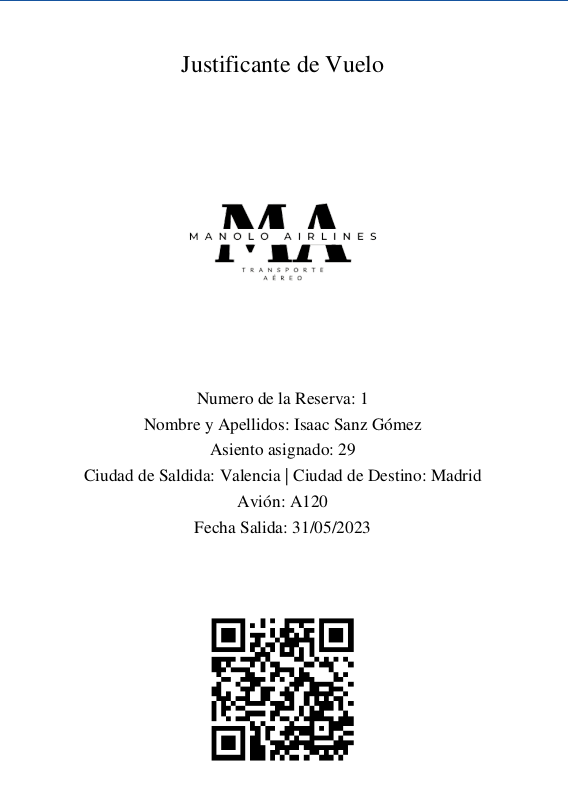 Justificante de Vuelo
MA
MANOLO AIRLINES
TRANSPORTE
AÉREO
Numero de la Reserva: 1
Nombre y Apellidos: Isaac Sanz Gómez
Asiento asignado: 29
Ciudad de Saldida: Valencia | Ciudad de Destino: Madrid
Avión: A120
Fecha Salida: 31/05/2023